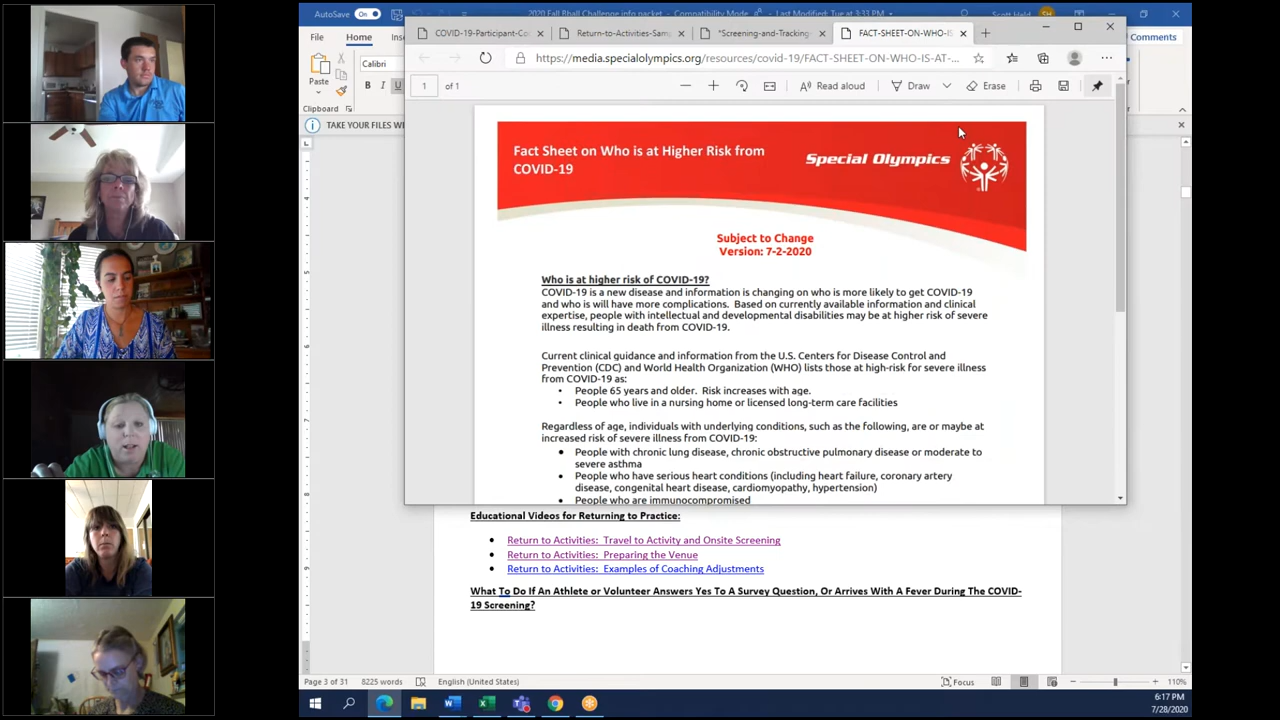 AutoSave On
2020 Fall Bball Challenge info packet - Compatibility Mode - Last Modified: Tue at 3:33 PM
Scott Held SH
File Home
Comments
Paste
Calibri
B I U
Clipboard
TAKE YOUR FILES WI
COVID-19-Participant-Co
Return-to-Activities-Sam
*Screening-and-Tracking-
FACT-SHEET-ON-WHO-IS-
https://media.specialolympics.org/resources/covid-19/FACT-SHEET-ON-WHO-IS-AT-...
1 of 1
Read aloud
Draw
Erase
Fact Sheet on Who is at Higher Risk from
COVID-19
Special Olympics
Subject to Change
Version: 7-2-2020
Who is at higher risk of COVID-19?
COVID-19 is a new disease and information is changing on who is more likely to get COVID-19
and who is will have more complications. Based on currently available information and clinical
expertise, people with intellectual and developmental disabilities may be at higher risk of severe
illness resulting in death from COVID-19.
Current clinical guidance and information from the U.S. Centers for Disease Control and
Prevention (CDC) and World Health Organization (WHO) lists those at high-risk for severe illness
from COVID-19 as:
• People 65 years and older. Risk increases with age.
• People who live in a nursing home or licensed long-term care facilities
Regardless of age, individuals with underlying conditions, such as the following, are or maybe at
increased risk of severe illness from COVID-19:
• People with chronic lung disease, chronic obstructive pulmonary disease or moderate to
severe asthma
• People who have serious heart conditions (including heart failure, coronary artery
disease, congenital heart disease, cardiomyopathy, hypertension)
• People who are immunocompromised
Educational Videos for Returning to Practice:
• Return to Activities: Travel to Activity and Onsite Screening
• Return to Activities: Preparing the Venue
• Return to Activities: Examples of Coaching Adjustments
What To Do If An Athlete or Volunteer Answers Yes To A Survey Question, Or Arrives With A Fever During The COVID-
19 Screening?
Page 3 of 31 8225 words English (United States)
Focus
110%
6:17 PM
7/28/2020